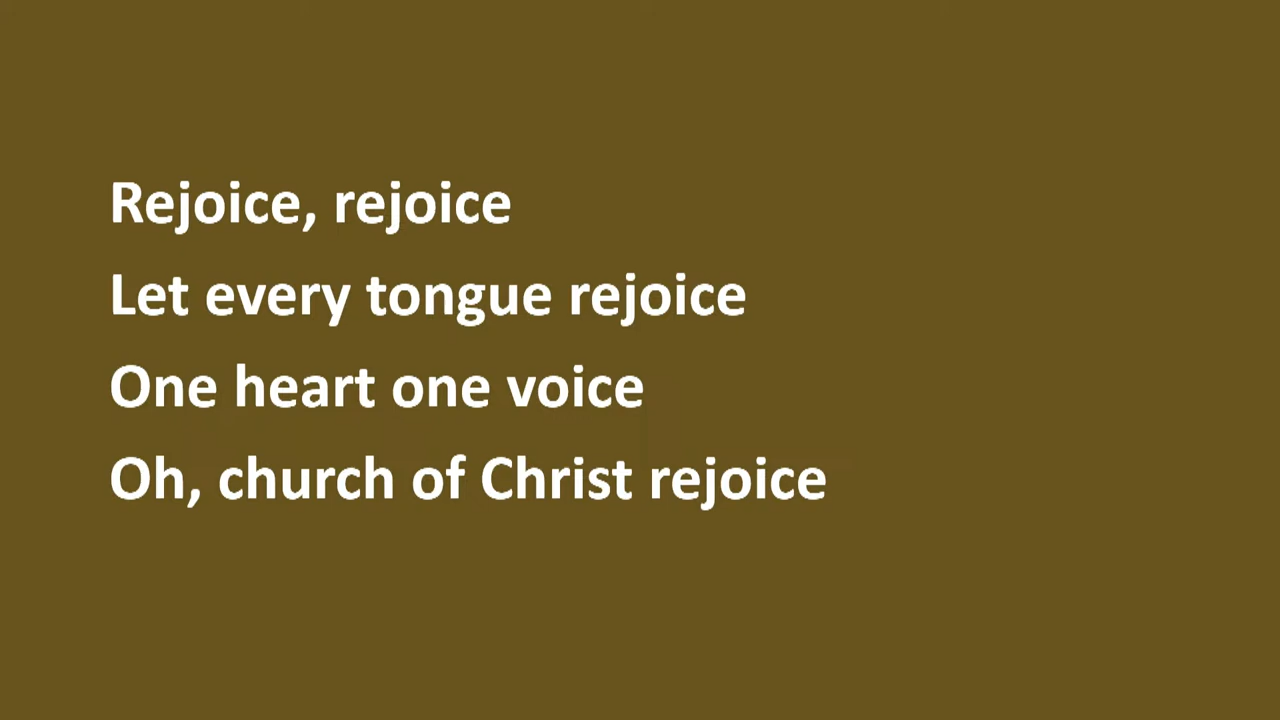 Rejoice, rejoice
Let every tongue rejoice
One heart one voice
Oh, church of Christ rejoice